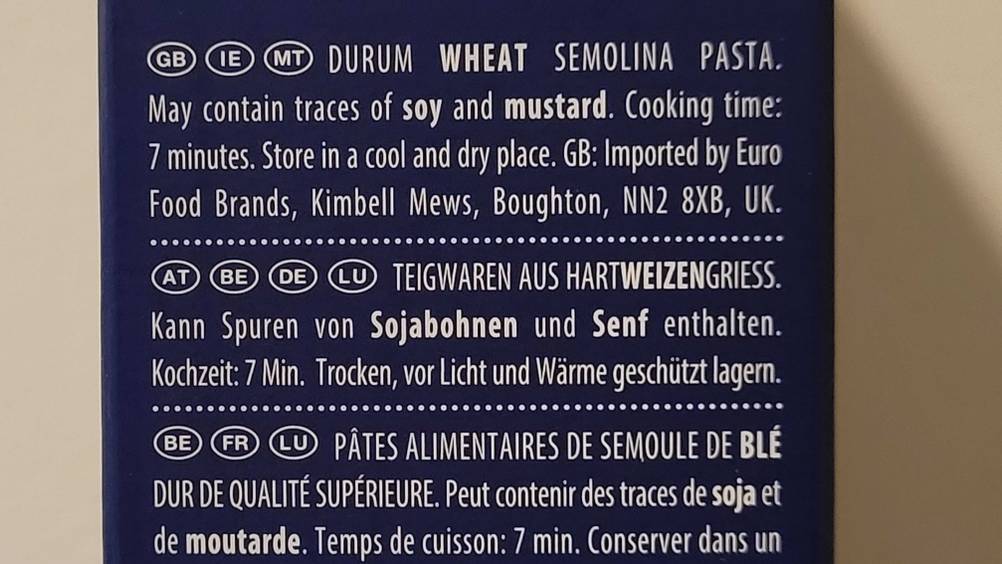 GB IE MT DURUM WHEAT SEMOLINA PASTA.
May contain traces of soy and mustard. Cooking time:
7 minutes. Store in a cool and dry place. GB: Imported by Euro
Food Brands, Kimbell Mews, Boughton, NN2 8XB, UK.
AT BE DE LU TEIGWAREN AUS HARTWEIZENGRIESS.
Kann Spuren von Sojabohnen und Senf enthalten.
Kochzeit: 7 Min. Trocken, vor Licht und Wärme geschützt lagern.
BE FR LU PÂTES ALIMENTAIRES DE SEMOULE DE BLÉ
DUR DE QUALITÉ SUPÉRIEURE. Peut contenir des traces de soja et
de moutarde. Temps de cuisson: 7 min. Conserver dans un